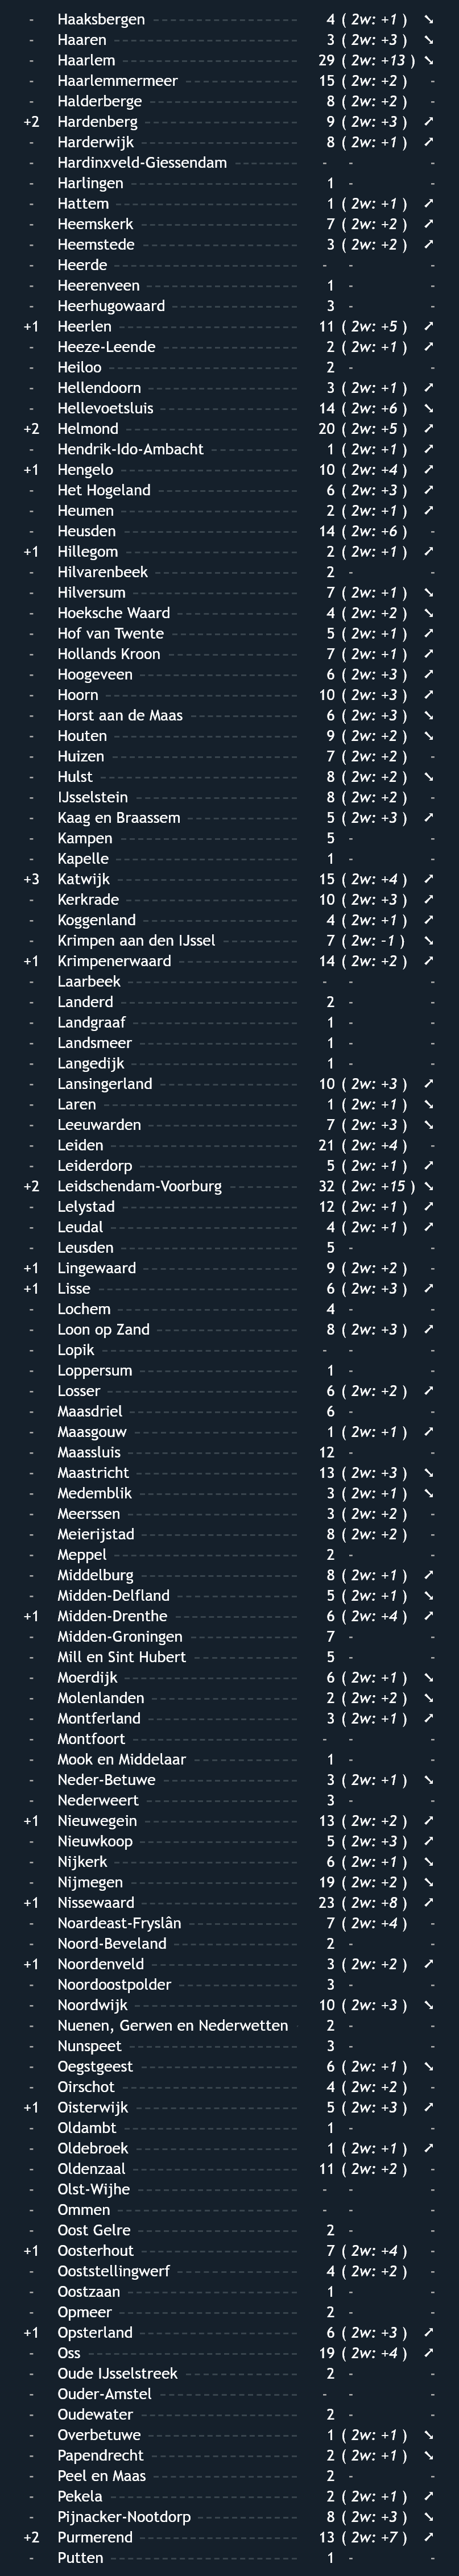 - Haaksbergen 4 ( 2w: +1 ) ➘
- Haaren 3 ( 2w: +3 ) ➘
- Haarlem 29 ( 2w: +13 ) ➘
- Haarlemmermeer 15 ( 2w: +2 ) -
- Halderberge 8 ( 2w: +2 ) -
+2 Hardenberg 9 ( 2w: +3 ) ➚
- Harderwijk 8 ( 2w: +1 ) ➚
- Hardinxveld-Giessendam - - -
- Harlingen 1 - -
- Hattem 1 ( 2w: +1 ) ➚
- Heemskerk 7 ( 2w: +2 ) ➚
- Heemstede 3 ( 2w: +2 ) ➚
- Heerde - - -
- Heerenveen 1 - -
- Heerhugowaard 3 - -
+1 Heerlen 11 ( 2w: +5 ) ➚
- Heeze-Leende 2 ( 2w: +1 ) ➚
- Heiloo 2 - -
- Hellendoorn 3 ( 2w: +1 ) ➚
- Hellevoetsluis 14 ( 2w: +6 ) ➘
+2 Helmond 20 ( 2w: +5 ) ➚
- Hendrik-Ido-Ambacht 1 ( 2w: +1 ) ➚
+1 Hengelo 10 ( 2w: +4 ) ➚
- Het Hogeland 6 ( 2w: +3 ) ➚
- Heumen 2 ( 2w: +1 ) ➚
- Heusden 14 ( 2w: +6 ) -
+1 Hillegom 2 ( 2w: +1 ) ➚
- Hilvarenbeek 2 - -
- Hilversum 7 ( 2w: +1 ) ➘
- Hoeksche Waard 4 ( 2w: +2 ) ➘
- Hof van Twente 5 ( 2w: +1 ) ➚
- Hollands Kroon 7 ( 2w: +1 ) ➚
- Hoogeveen 6 ( 2w: +3 ) ➚
- Hoorn 10 ( 2w: +3 ) ➚
- Horst aan de Maas 6 ( 2w: +3 ) ➘
- Houten 9 ( 2w: +2 ) ➘
- Huizen 7 ( 2w: +2 ) -
- Hulst 8 ( 2w: +2 ) ➘
- IJsselstein 8 ( 2w: +2 ) -
- Kaag en Braassem 5 ( 2w: +3 ) ➚
- Kampen 5 - -
- Kapelle 1 - -
+3 Katwijk 15 ( 2w: +4 ) ➚
- Kerkrade 10 ( 2w: +3 ) ➚
- Koggenland 4 ( 2w: +1 ) ➚
- Krimpen aan den IJssel 7 ( 2w: -1 ) ➘
+1 Krimpenerwaard 14 ( 2w: +2 ) ➚
- Laarbeek - - -
- Landerd 2 - -
- Landgraaf 1 - -
- Landsmeer 1 - -
- Langedijk 1 - -
- Lansingerland 10 ( 2w: +3 ) ➚
- Laren 1 ( 2w: +1 ) ➘
- Leeuwarden 7 ( 2w: +3 ) ➘
- Leiden 21 ( 2w: +4 ) -
- Leiderdorp 5 ( 2w: +1 ) ➚
+2 Leidschendam-Voorburg 32 ( 2w: +15 ) ➘
- Lelystad 12 ( 2w: +1 ) ➚
- Leudal 4 ( 2w: +1 ) ➚
- Leusden 5 - -
+1 Lingewaard 9 ( 2w: +2 ) -
+1 Lisse 6 ( 2w: +3 ) ➚
- Lochem 4 - -
- Loon op Zand 8 ( 2w: +3 ) ➚
- Lopik - - -
- Loppersum 1 - -
- Losser 6 ( 2w: +2 ) ➚
- Maasdriel 6 - -
- Maasgouw 1 ( 2w: +1 ) ➚
- Maassluis 12 - -
- Maastricht 13 ( 2w: +3 ) ➘
- Medemblik 3 ( 2w: +1 ) ➘
- Meerssen 3 ( 2w: +2 ) -
- Meierijstad 8 ( 2w: +2 ) -
- Meppel 2 - -
- Middelburg 8 ( 2w: +1 ) ➚
- Midden-Delfland 5 ( 2w: +1 ) ➘
+1 Midden-Drenthe 6 ( 2w: +4 ) ➚
- Midden-Groningen 7 - -
- Mill en Sint Hubert 5 - -
- Moerdijk 6 ( 2w: +1 ) ➘
- Molenlanden 2 ( 2w: +2 ) ➘
- Montferland 3 ( 2w: +1 ) ➚
- Montfoort - - -
- Mook en Middelaar 1 - -
- Neder-Betuwe 3 ( 2w: +1 ) ➘
- Nederweert 3 - -
+1 Nieuwegein 13 ( 2w: +2 ) ➚
- Nieuwkoop 5 ( 2w: +3 ) ➚
- Nijkerk 6 ( 2w: +1 ) ➘
- Nijmegen 19 ( 2w: +2 ) ➘
+1 Nissewaard 23 ( 2w: +8 ) ➚
- Noardeast-Fryslân 7 ( 2w: +4 ) -
- Noord-Beveland 2 - -
+1 Noordenveld 3 ( 2w: +2 ) ➚
- Noordoostpolder 3 - -
- Noordwijk 10 ( 2w: +3 ) ➘
- Nuenen, Gerwen en Nederwetten 2 - -
- Nunspeet 3 - -
- Oegstgeest 6 ( 2w: +1 ) ➘
- Oirschot 4 ( 2w: +2 ) -
+1 Oisterwijk 5 ( 2w: +3 ) ➚
- Oldambt 1 - -
- Oldebroek 1 ( 2w: +1 ) ➚
- Oldenzaal 11 ( 2w: +2 ) -
- Olst-Wijhe - - -
- Ommen - - -
- Oost Gelre 2 - -
+1 Oosterhout 7 ( 2w: +4 ) ➚
- Ooststellingwerf 4 ( 2w: +2 ) -
- Oostzaan 1 - -
- Opmeer 2 - -
+1 Opsterland 6 ( 2w: +3 ) ➚
- Oss 19 ( 2w: +4 ) ➚
- Oude IJsselstreek 2 - -
- Ouder-Amstel - - -
- Oudewater 2 - -
- Overbetuwe 1 ( 2w: +1 ) ➘
- Papendrecht 2 ( 2w: +1 ) ➘
- Peel en Maas 2 - -
- Pekela 2 ( 2w: +1 ) ➚
- Pijnacker-Nootdorp 8 ( 2w: +3 ) ➘
+2 Purmerend 13 ( 2w: +7 ) ➚
- Putten 1 - -